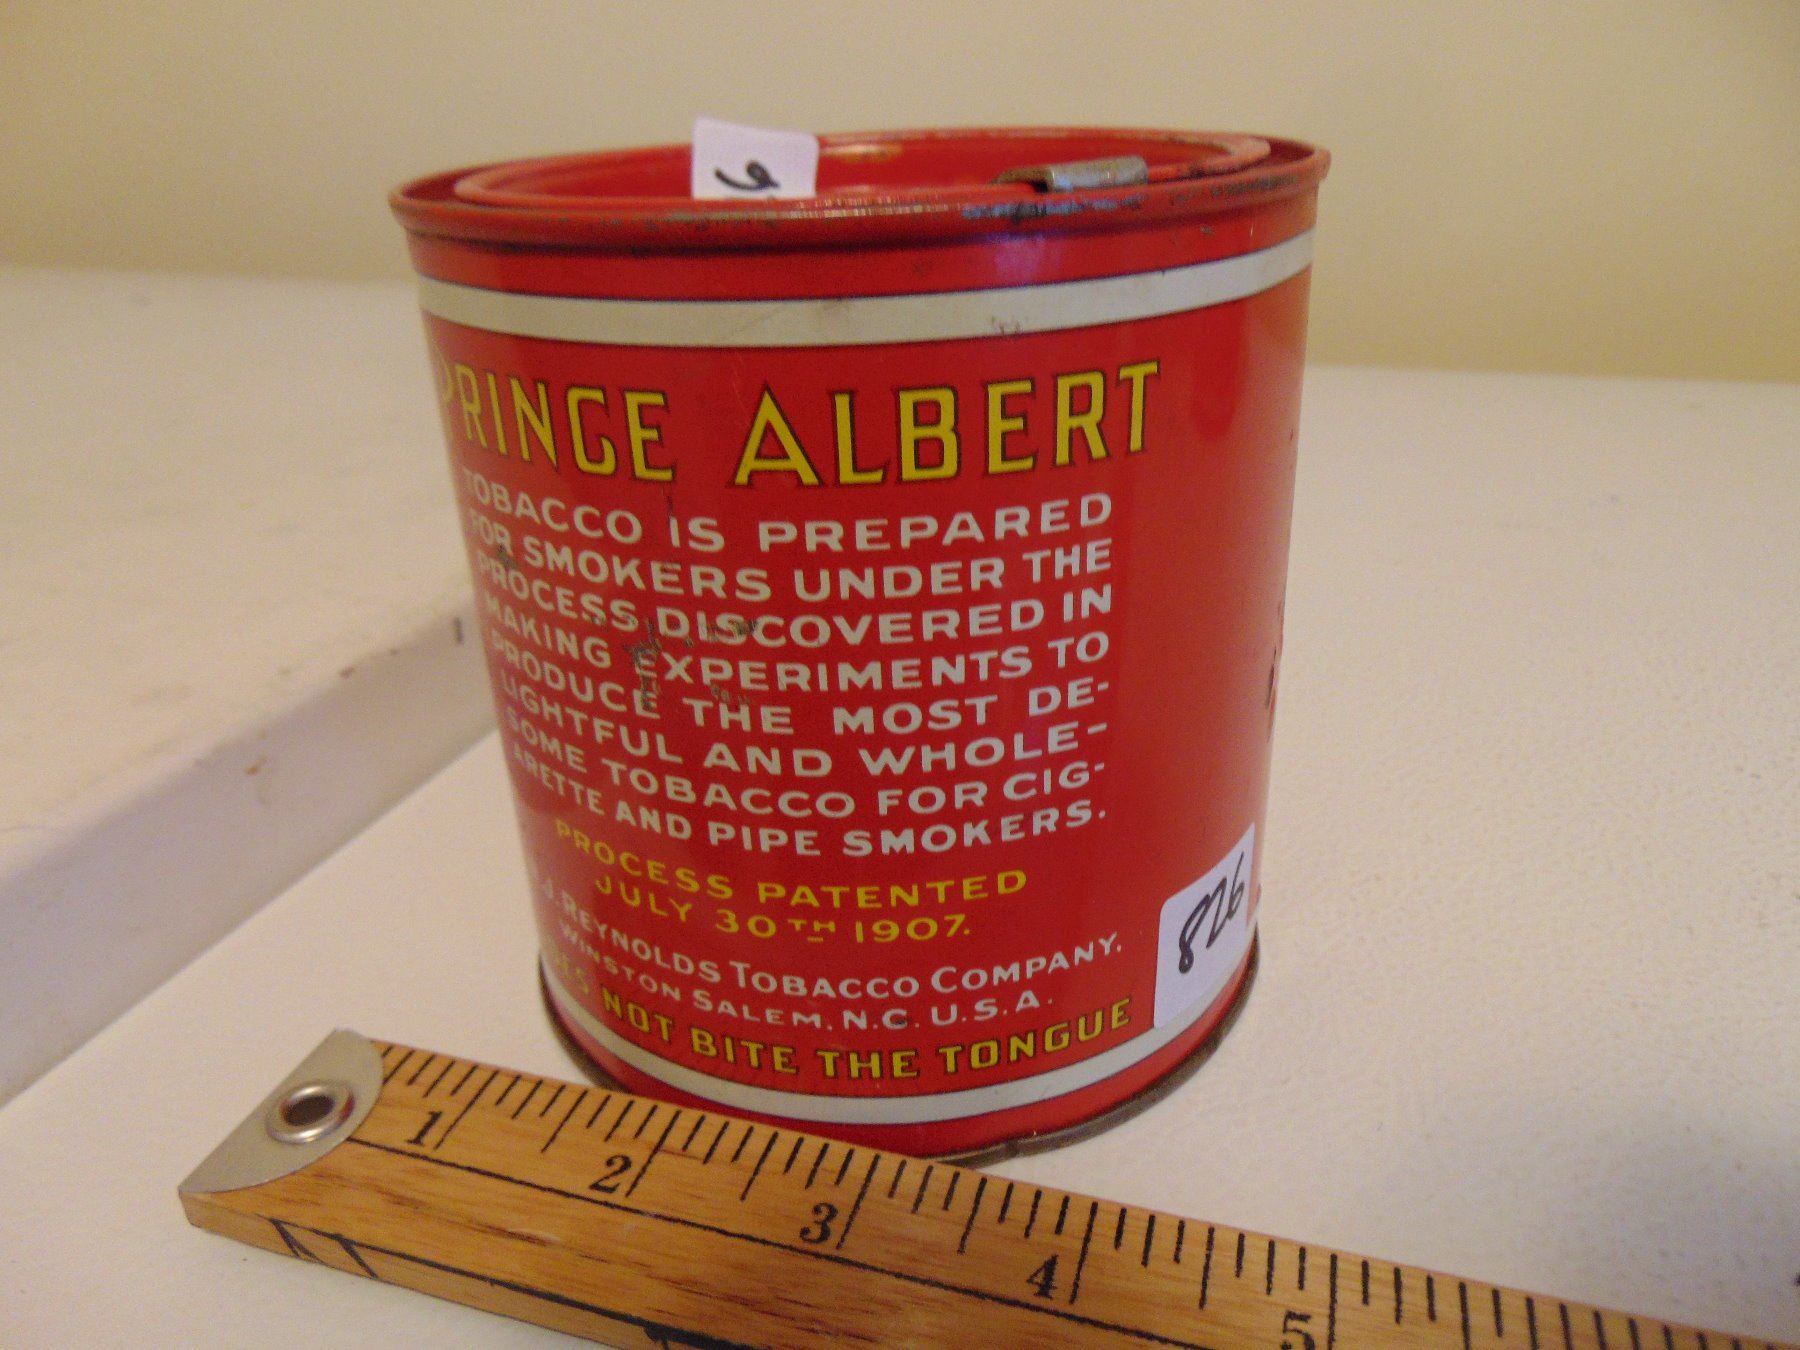 PRINCE ALBERT
TOBACCO IS PREPARED
FOR SMOKERS UNDER THE
PROCESS DISCOVERED IN
MAKING EXPERIMENTS TO
PRODUCE THE MOST DE-
LIGHTFUL AND WHOLE-
SOME TOBACCO FOR CIG-
ARETTE AND PIPE SMOKERS.
PROCESS PATENTED
JULY 30TH 1907.
J. REYNOLDS TOBACCO COMPANY,
WINSTON SALEM, N.C. U.S.A.
NOT BITE THE TONGUE
826
1 2 3 4 5